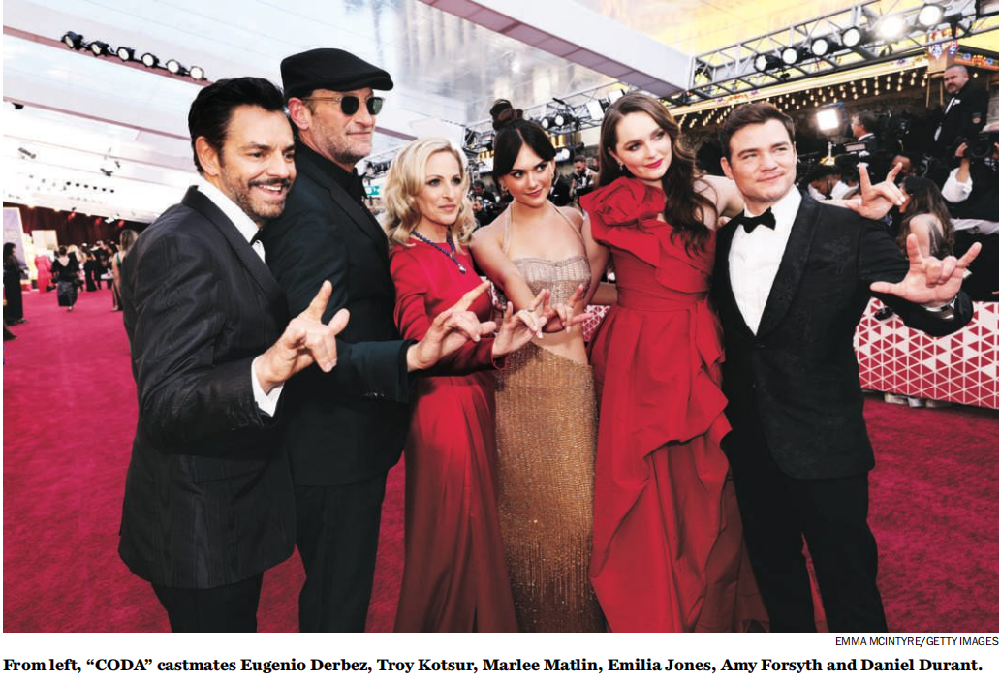 EMMA MCINTYRE/GETTY IMAGES
From left, “CODA” castmates Eugenio Derbez, Troy Kotsur, Marlee Matlin, Emilia Jones, Amy Forsyth and Daniel Durant.